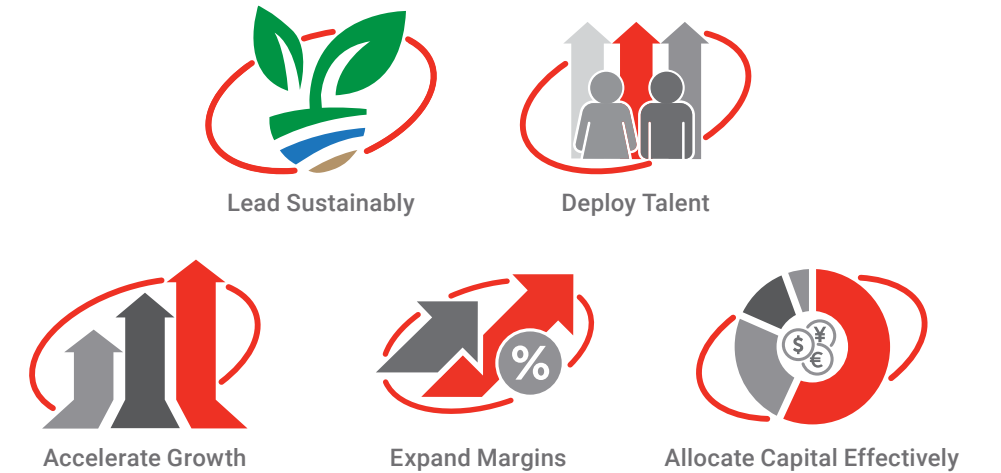 Lead Sustainably
Deploy Talent
%
$
¥
€
Accelerate Growth
Expand Margins
Allocate Capital Effectively